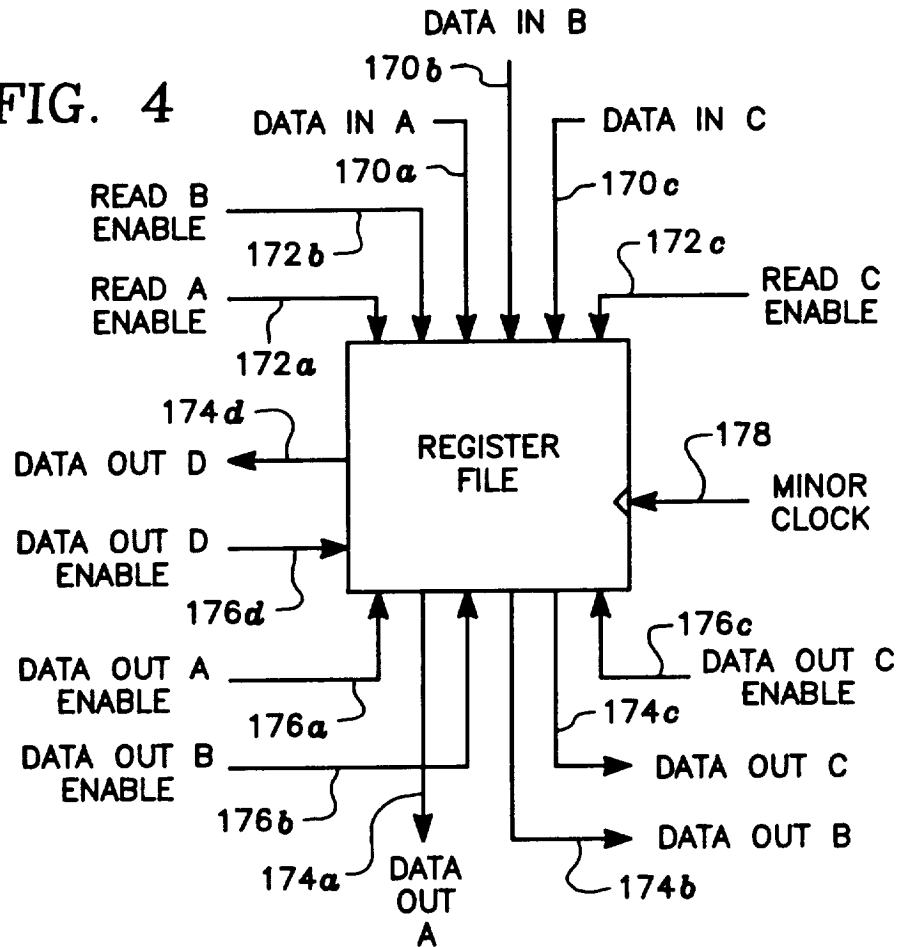 DATA IN B
170b
FIG. 4
DATA IN A
DATA IN C
170a
170c
READ B
ENABLE
172b
172c
READ A
ENABLE
READ C
ENABLE
172a
174d
REGISTER
FILE
178
DATA OUT D
MINOR
CLOCK
DATA OUT D
ENABLE
176d
176c
DATA OUT A
ENABLE
DATA OUT C
ENABLE
176a
174c
DATA OUT B
ENABLE
DATA OUT C
176b
DATA OUT B
174a
DATA
OUT
A
174b